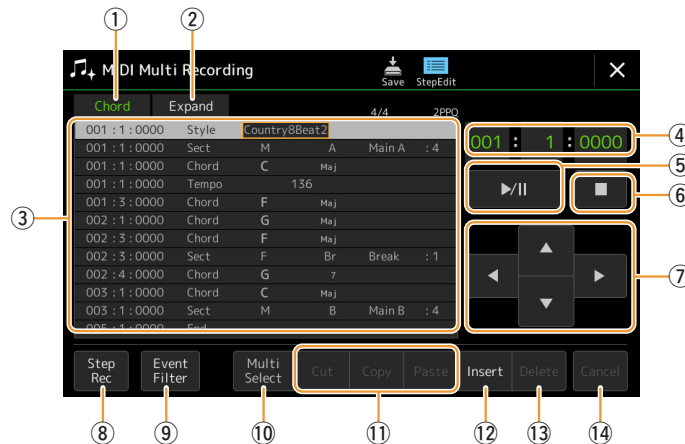 ① ②
MIDI Multi Recording Save StepEdit
Chord Expand 4/4 2PPQ
001 : 1 : 0000 Style Country8Beat2
001 : 1 : 0000 Sect M A Main A : 4
001 : 1 : 0000 Chord C Maj
001 : 1 : 0000 Tempo 136
001 : 3 : 0000 Chord F Maj
002 : 1 : 0000 Chord G Maj
002 : 3 : 0000 Chord F Maj
002 : 3 : 0000 Sect F Br Break : 1
002 : 4 : 0000 Chord G 7
003 : 1 : 0000 Chord C Maj
003 : 1 : 0000 Sect M B Main B : 4
005 : 1 : 0000 End
③
001 : 1 : 0000
④
⑤
⑥
⑦
Step Rec
Event Filter
Multi Select
Cut Copy Paste Insert Delete Cancel
⑧ ⑨ ⑩ ⑪ ⑫ ⑬ ⑭